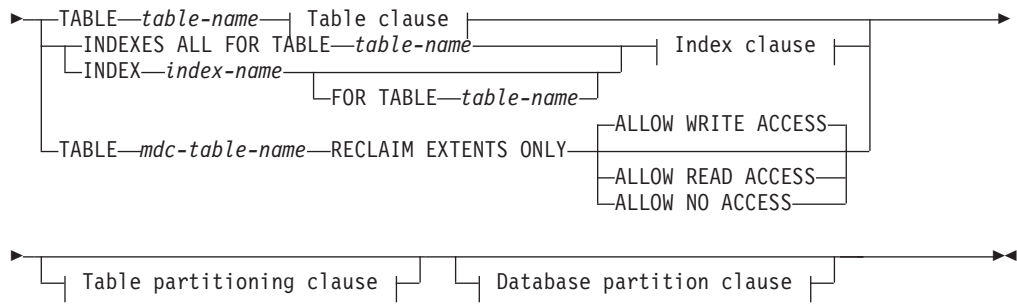 TABLE table-name Table clause
INDEXES ALL FOR TABLE table-name Index clause
INDEX index-name
FOR TABLE table-name
ALLOW WRITE ACCESS
TABLE mdc-table-name RECLAIM EXTENTS ONLY
ALLOW READ ACCESS
ALLOW NO ACCESS
Table partitioning clause Database partition clause